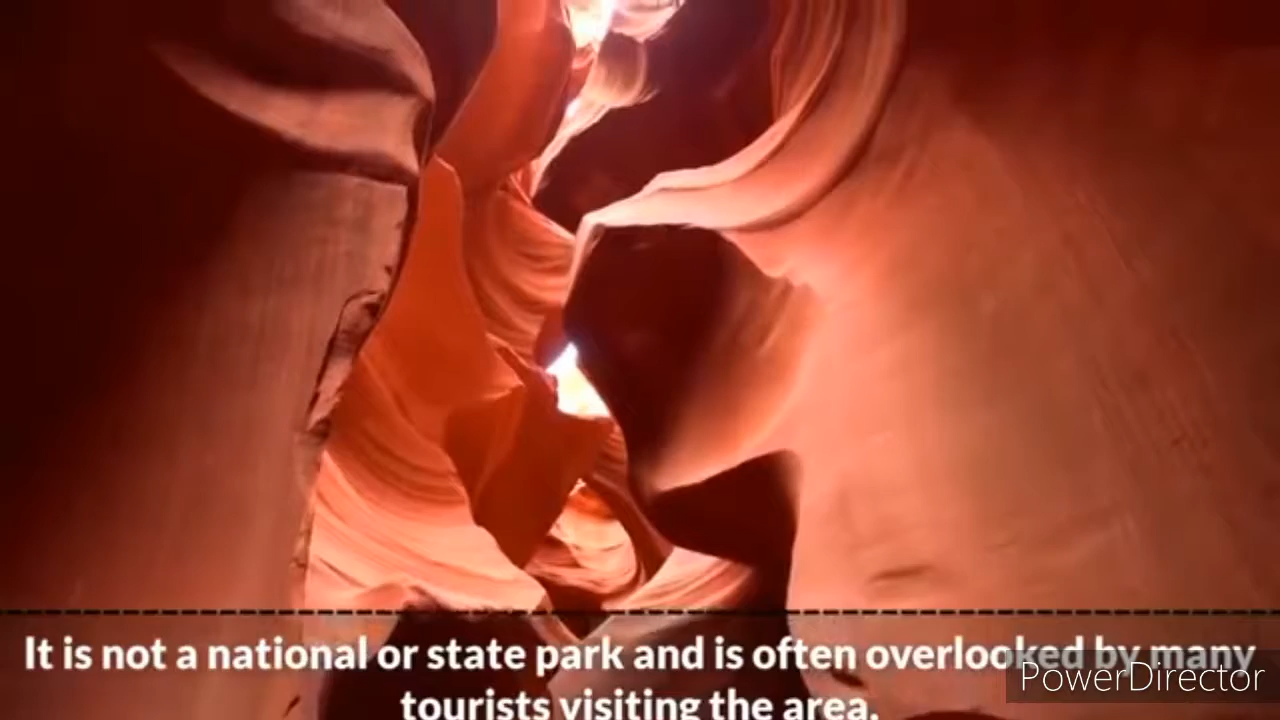 It is not a national or state park and is often overlooked by many
tourists visiting the area.
PowerDirector